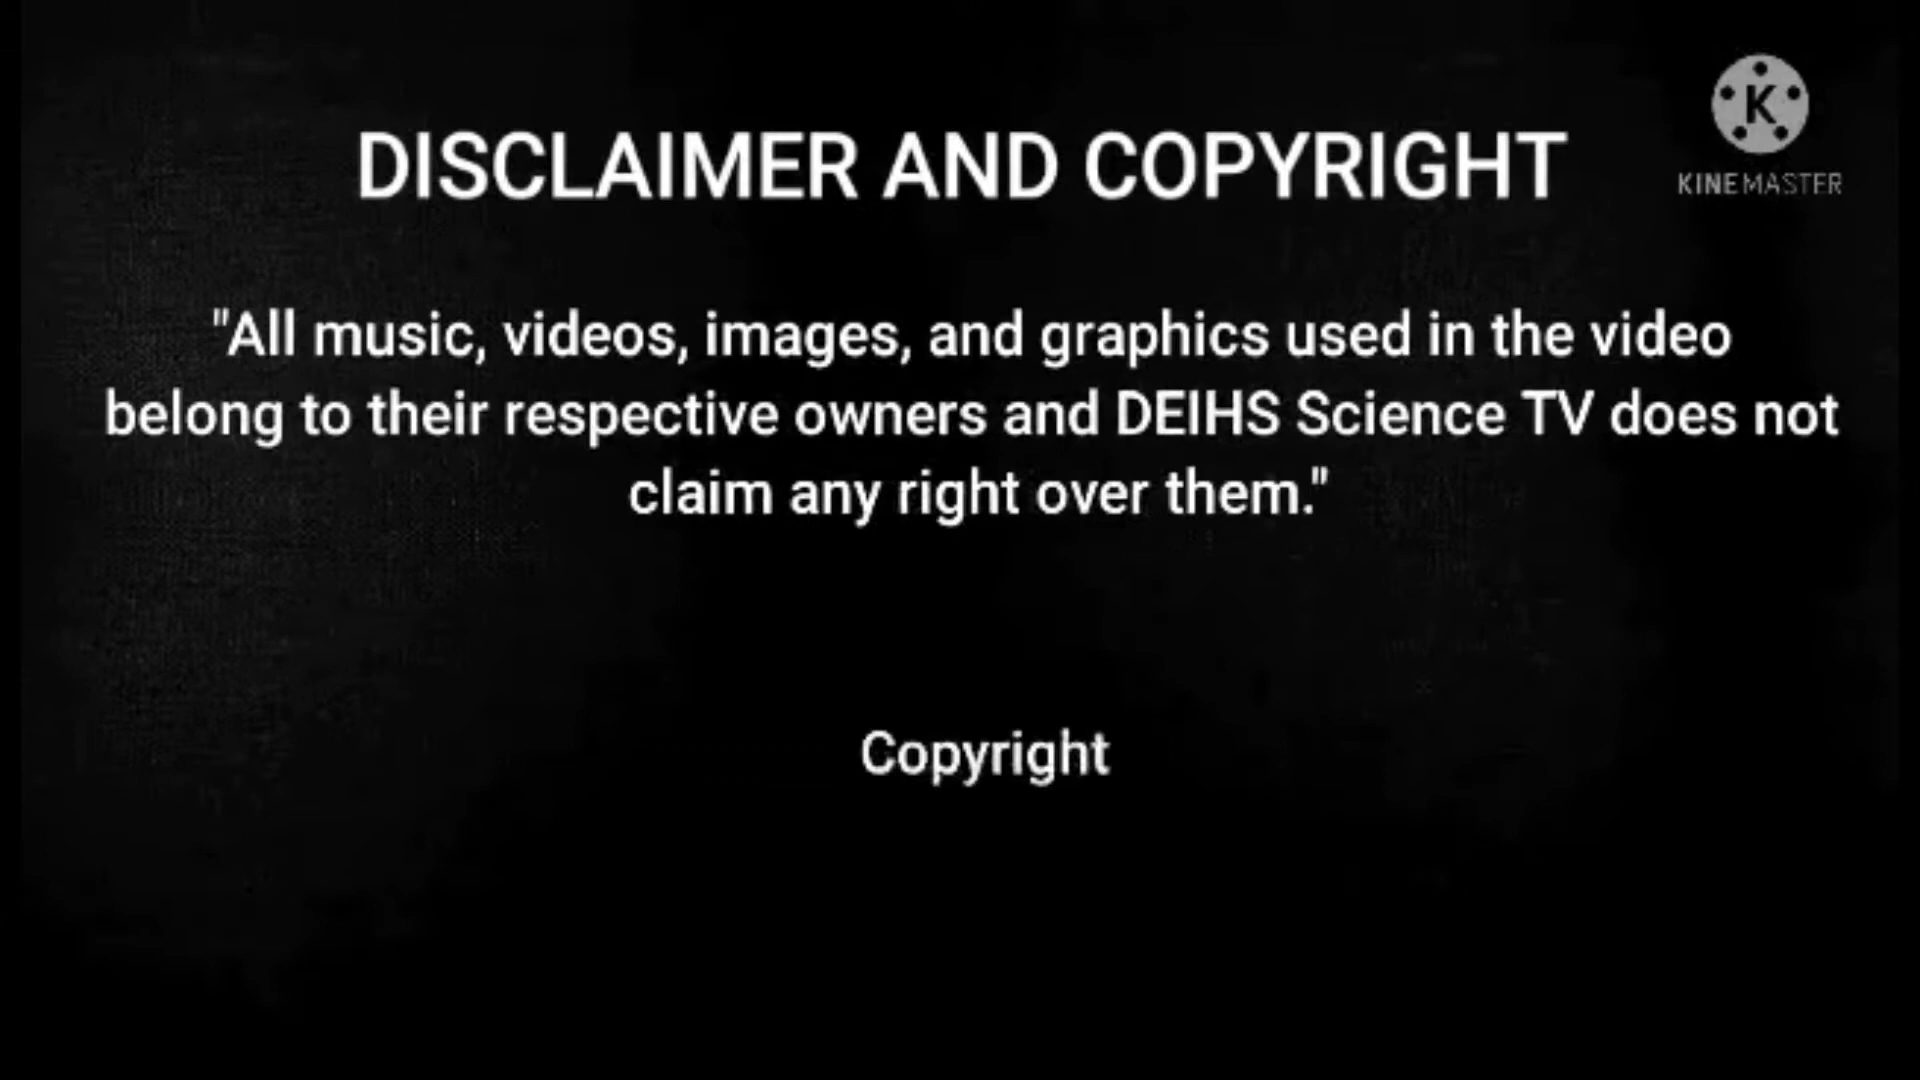 DISCLAIMER AND COPYRIGHT
K
KINEMASTER
"All music, videos, images, and graphics used in the video
belong to their respective owners and DEIHS Science TV does not
claim any right over them."
Copyright